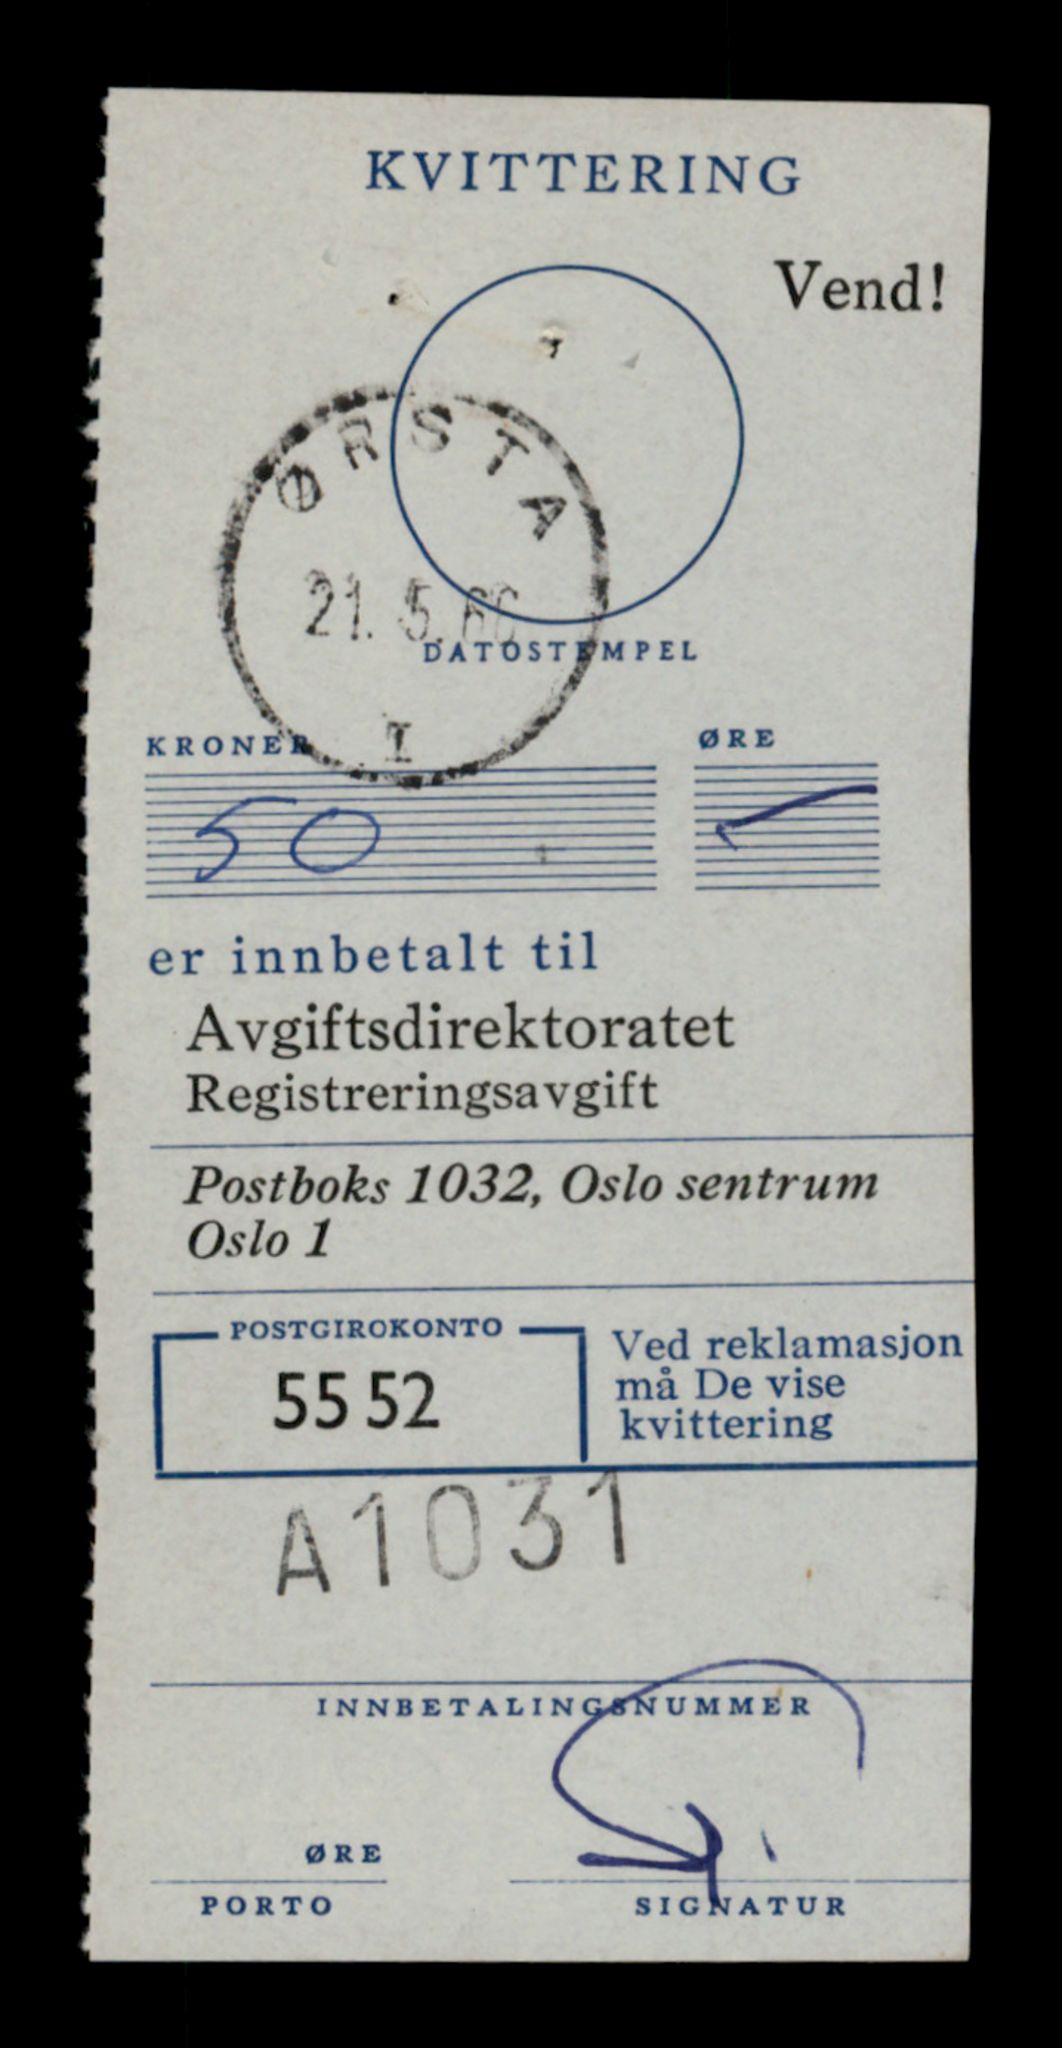 KVITTERING
Vend!
ØRSTA
21. 5.
I
DATOSTEMPEL
KRONER
ØRE
50
er innbetalt til
Avgiftsdirektoratet
Registreringsavgift
Postboks 1032, Oslo sentrum
Oslo 1
POSTGIROKONTO
55 52
Ved reklamasjon
må De vise
kvittering
A1031
INNBETALINGSNUMMER
ØRE
PORTO
SIGNATUR